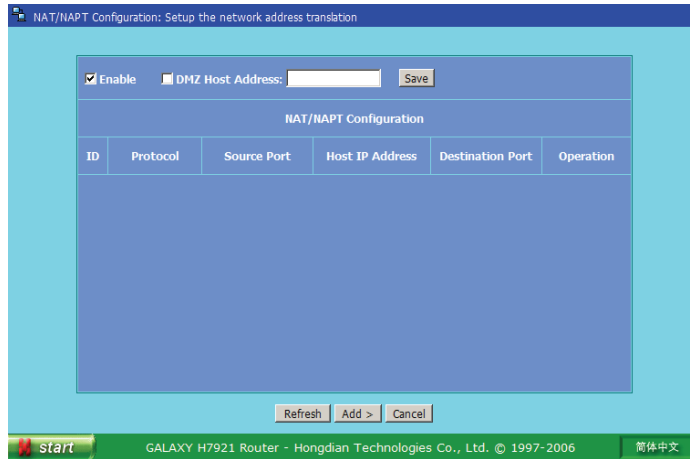 NAT/NAPT Configuration: Setup the network address translation
Enable DMZ Host Address: Save
NAT/NAPT Configuration
ID Protocol Source Port Host IP Address Destination Port Operation
Refresh Add > Cancel
start GALAXY H7921 Router - Hongdian Technologies Co., Ltd. © 1997-2006 简体中文